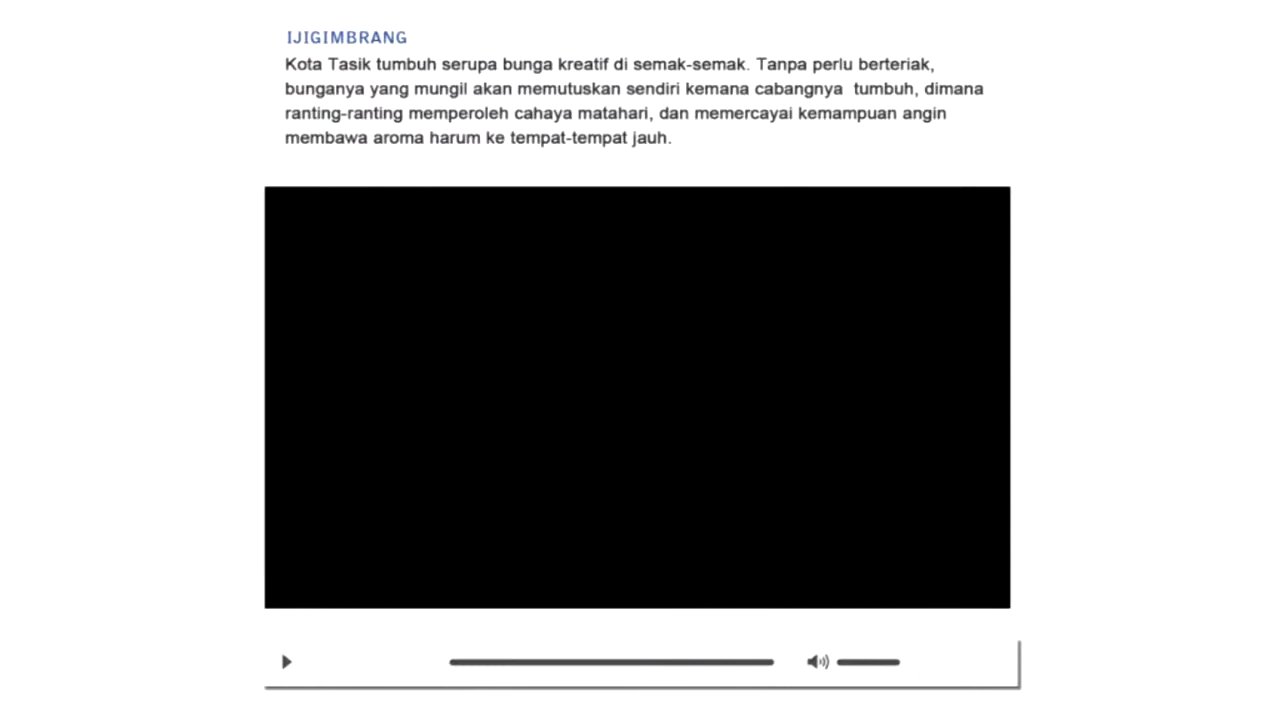 IJIGIMBRANG
Kota Tasik tumbuh serupa bunga kreatif di semak-semak. Tanpa perlu berteriak,
bunganya yang mungil akan memutuskan sendiri kemana cabangnya  tumbuh, dimana
ranting-ranting memperoleh cahaya matahari, dan memercayai kemampuan angin
membawa aroma harum ke tempat-tempat jauh.